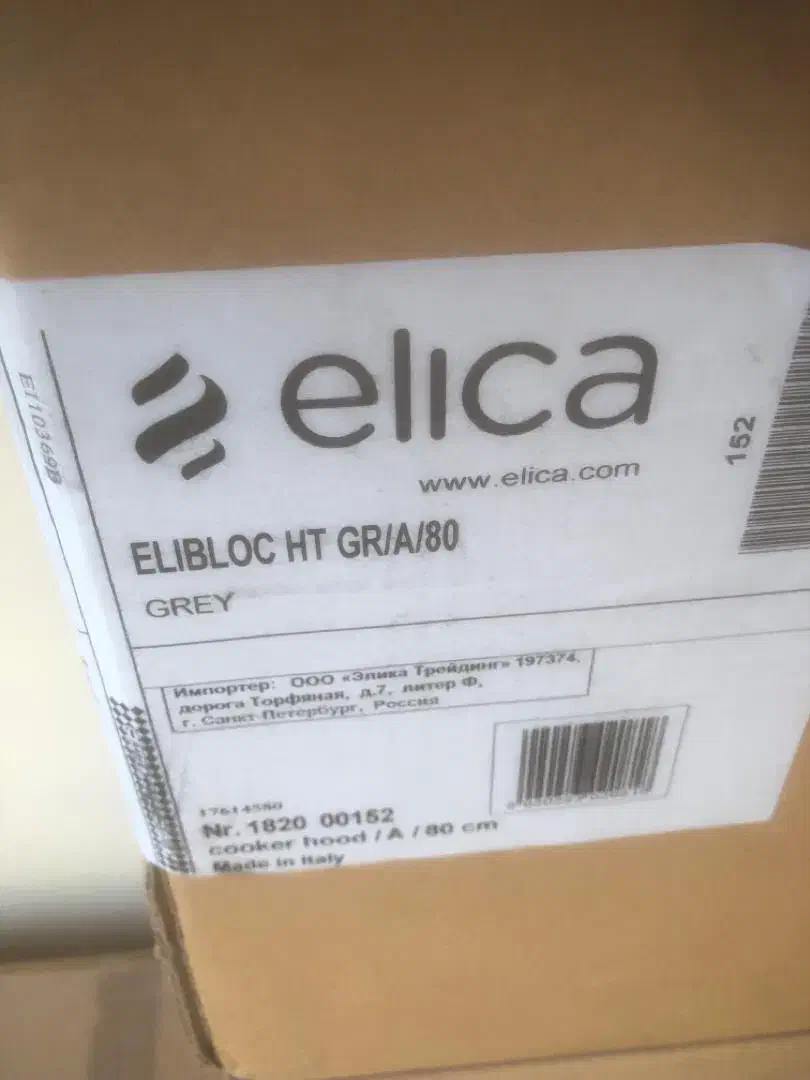 elica
www.elica.com
152
ELIBLOC HT GR/A/80
GREY
Импортер: ООО «Элика Трейдинг» 197374,
дорога Торфяная, д.7, литер Ф,
г. Санкт-Петербург, Россия
17614580
Nr. 1820 00152
cooker hood / A / 80 cm
Made in Italy